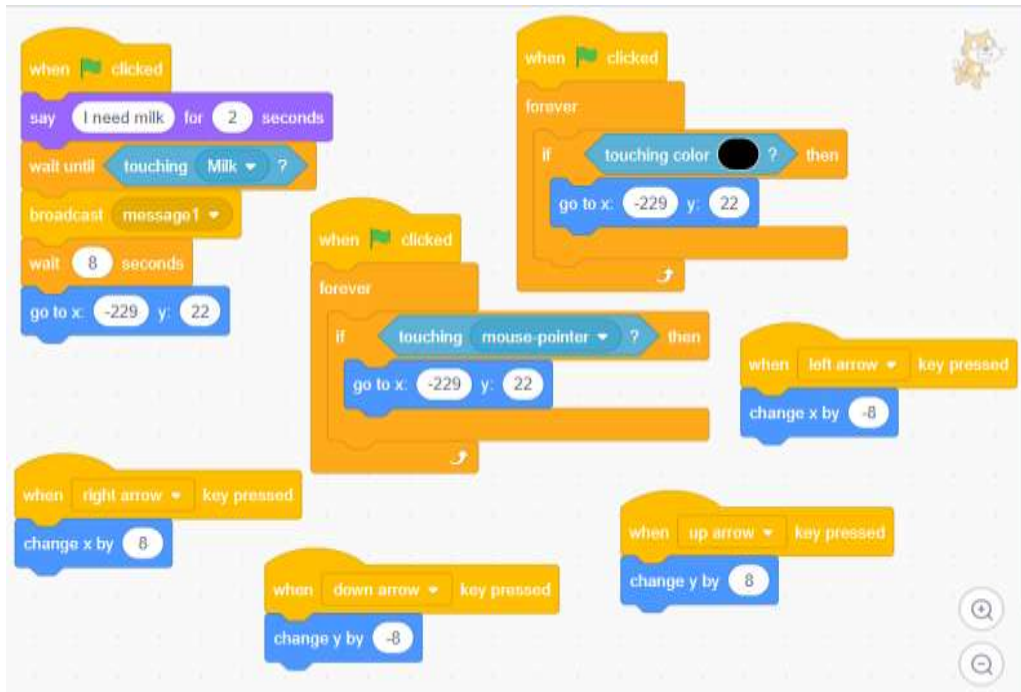 when clicked
say I need milk for 2 seconds
wait until touching Milk ?
broadcast message1
wait 8 seconds
go to x: -229 y: 22
when clicked
forever
if touching color ? then
go to x: -229 y: 22
when clicked
forever
if touching mouse-pointer ? then
go to x: -229 y: 22
when left arrow key pressed
change x by -8
when right arrow key pressed
change x by 8
when up arrow key pressed
change y by 8
when down arrow key pressed
change y by -8